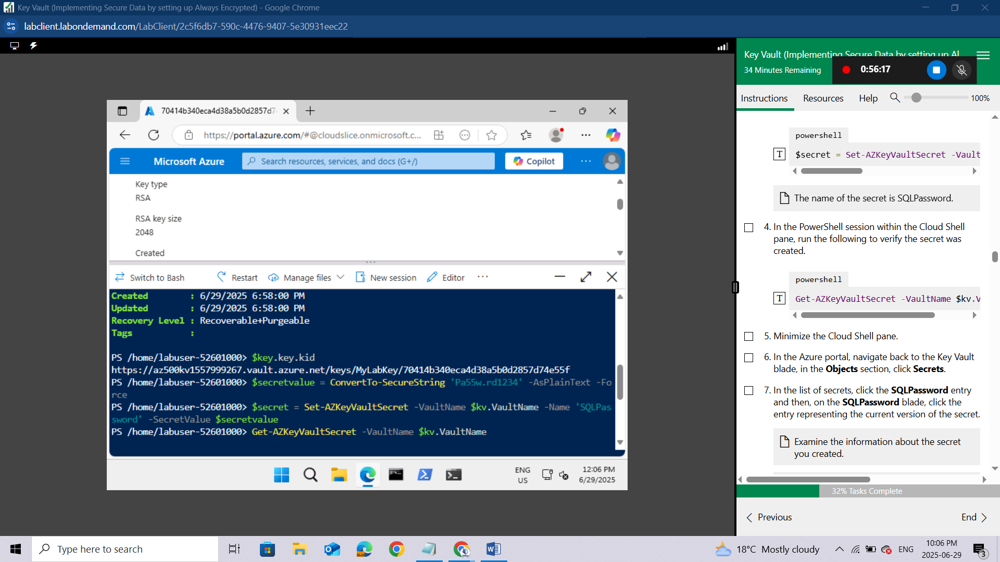 Key Vault (Implementing Secure Data by setting up Always Encrypted) - Google Chrome
labclient.labondemand.com/LabClient/2c5f6db7-590c-4476-9407-5e30931eec22
70414b340eca4d38a5b0d2857d7
https://portal.azure.com/#@cloudslice.onmicrosoft.c...
Microsoft Azure
Search resources, services, and docs (G+/)
Copilot
Key type
RSA
RSA key size
2048
Created
Switch to Bash
Restart
Manage files
New session
Editor
Created : 6/29/2025 6:58:00 PM
Updated : 6/29/2025 6:58:00 PM
Recovery Level : Recoverable+Purgeable
Tags :
PS /home/labuser-52601000> $key.key.kid
https://az500kv1557999267.vault.azure.net/keys/MyLabKey/70414b340eca4d38a5b0d2857d74e55f
PS /home/labuser-52601000> $secretvalue = ConvertTo-SecureString 'Pa55w.rd1234' -AsPlainText -Fo
rce
PS /home/labuser-52601000> $secret = Set-AZKeyVaultSecret -VaultName $kv.VaultName -Name 'SQLPas
sword' -SecretValue $secretvalue
PS /home/labuser-52601000> Get-AZKeyVaultSecret -VaultName $kv.VaultName
ENG
US
12:06 PM
6/29/2025
Key Vault (Implementing Secure Data by setting up Al
34 Minutes Remaining
0:56:17
Instructions
Resources
Help
100%
powershell
T
$secret = Set-AZKeyVaultSecret -Vault
The name of the secret is SQLPassword.
4. In the PowerShell session within the Cloud Shell
pane, run the following to verify the secret was
created.
powershell
T
Get-AZKeyVaultSecret -VaultName $kv.V
5. Minimize the Cloud Shell pane.
6. In the Azure portal, navigate back to the Key Vault
blade, in the Objects section, click Secrets.
7. In the list of secrets, click the SQLPassword entry
and then, on the SQLPassword blade, click the
entry representing the current version of the secret.
Examine the information about the secret
you created.
32% Tasks Complete
Previous
End
Type here to search
18°C Mostly cloudy
ENG
10:06 PM
2025-06-29
3